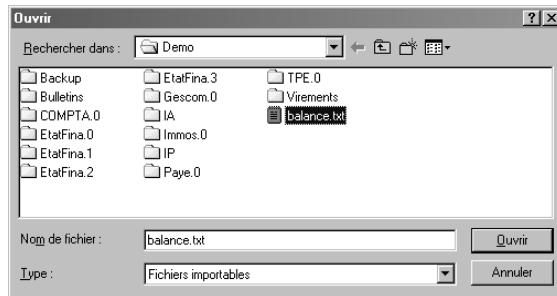 Ouvrir
Rechercher dans : Demo
Backup EtatFina.3 TPE.0
Bulletins Gescom.0 Virements
COMPTA.0 IA balance.txt
EtatFina.0 Immos.0
EtatFina.1 IP
EtatFina.2 Paye.0
Nom de fichier : balance.txt Ouvrir
Type : Fichiers importables Annuler